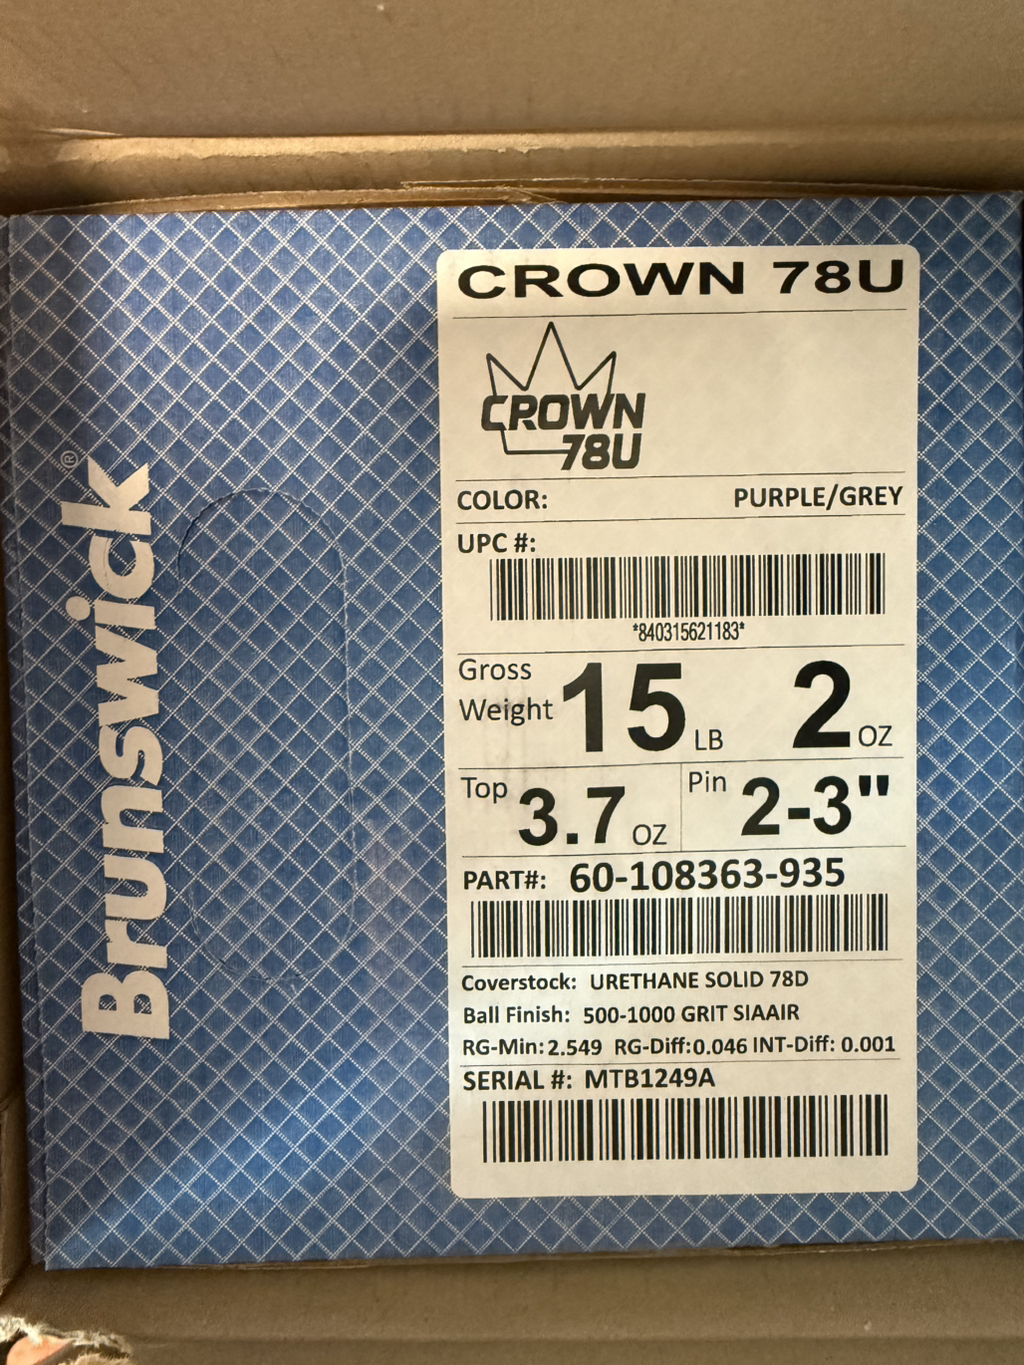 Brunswick®
CROWN 78U
CROWN
78U
COLOR: PURPLE/GREY
UPC #:
*840315621183*
Gross Weight 15 LB 2 OZ
Top 3.7 OZ Pin 2-3"
PART#: 60-108363-935
Coverstock: URETHANE SOLID 78D
Ball Finish: 500-1000 GRIT SIAAIR
RG-Min: 2.549 RG-Diff:0.046 INT-Diff: 0.001
SERIAL #: MTB1249A